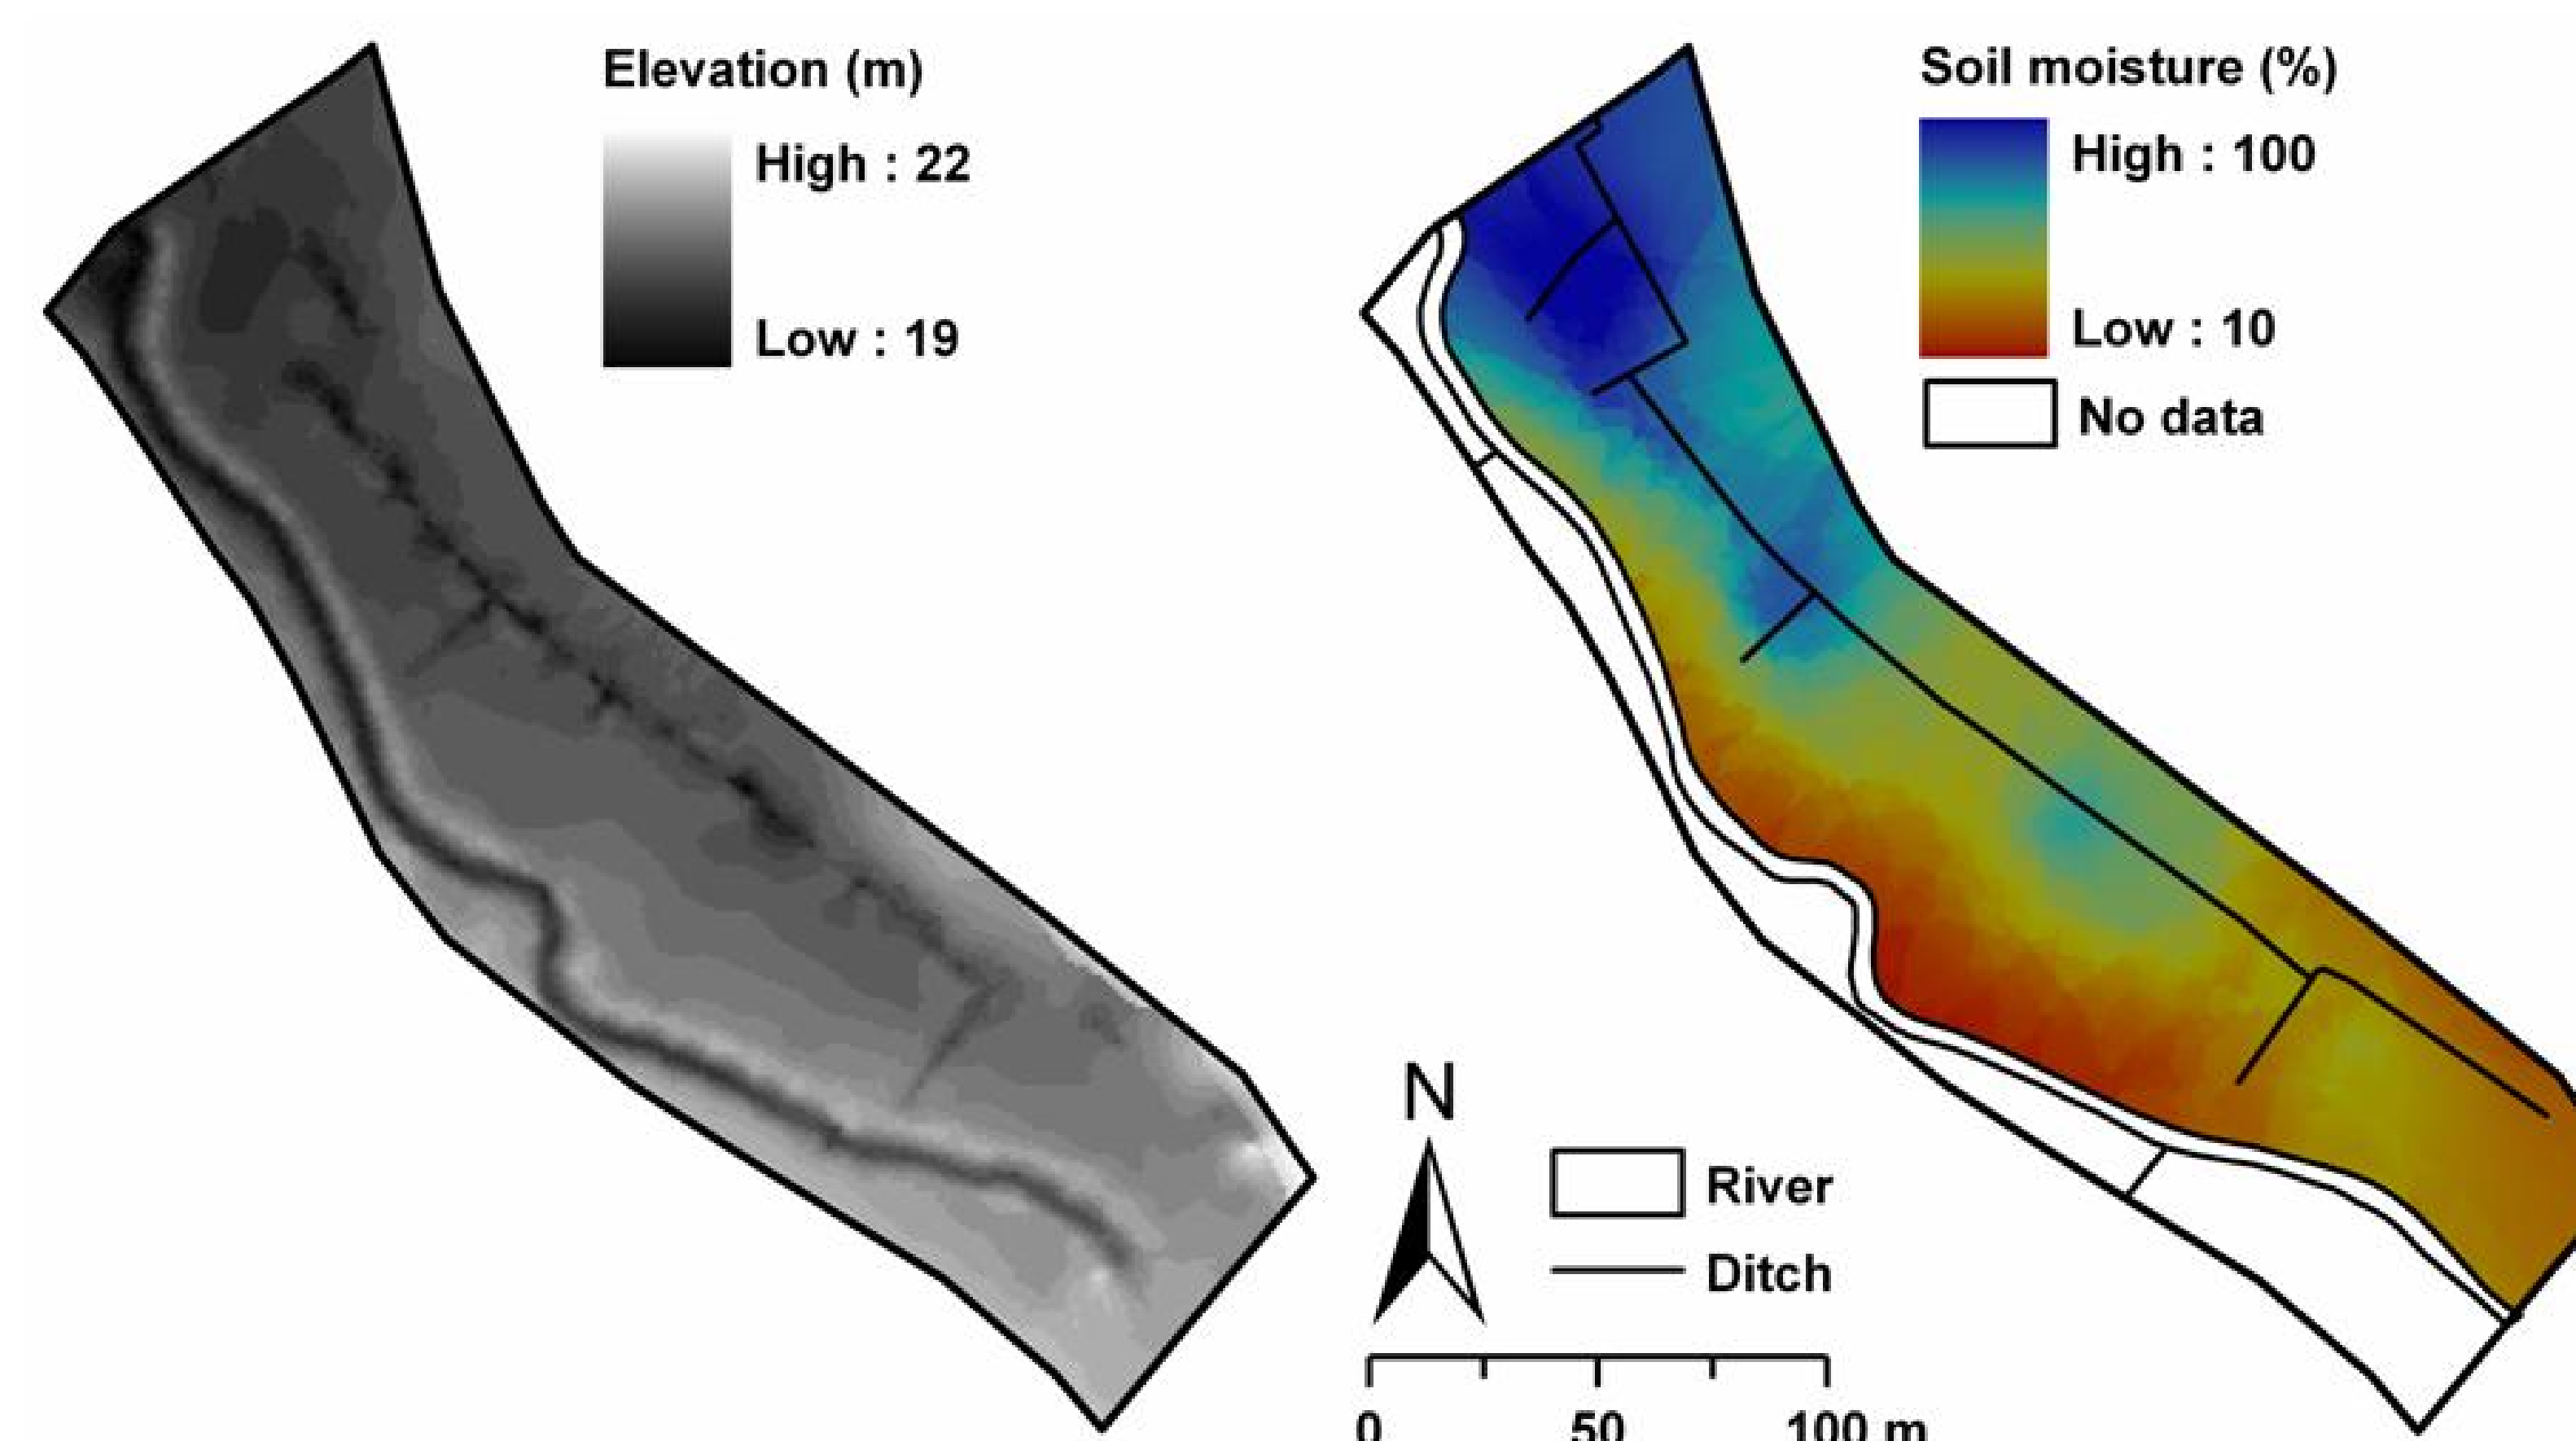 Elevation (m)
High : 22
Low : 19
Soil moisture (%)
High : 100
Low : 10
No data
N
River
Ditch
0 50 100 m